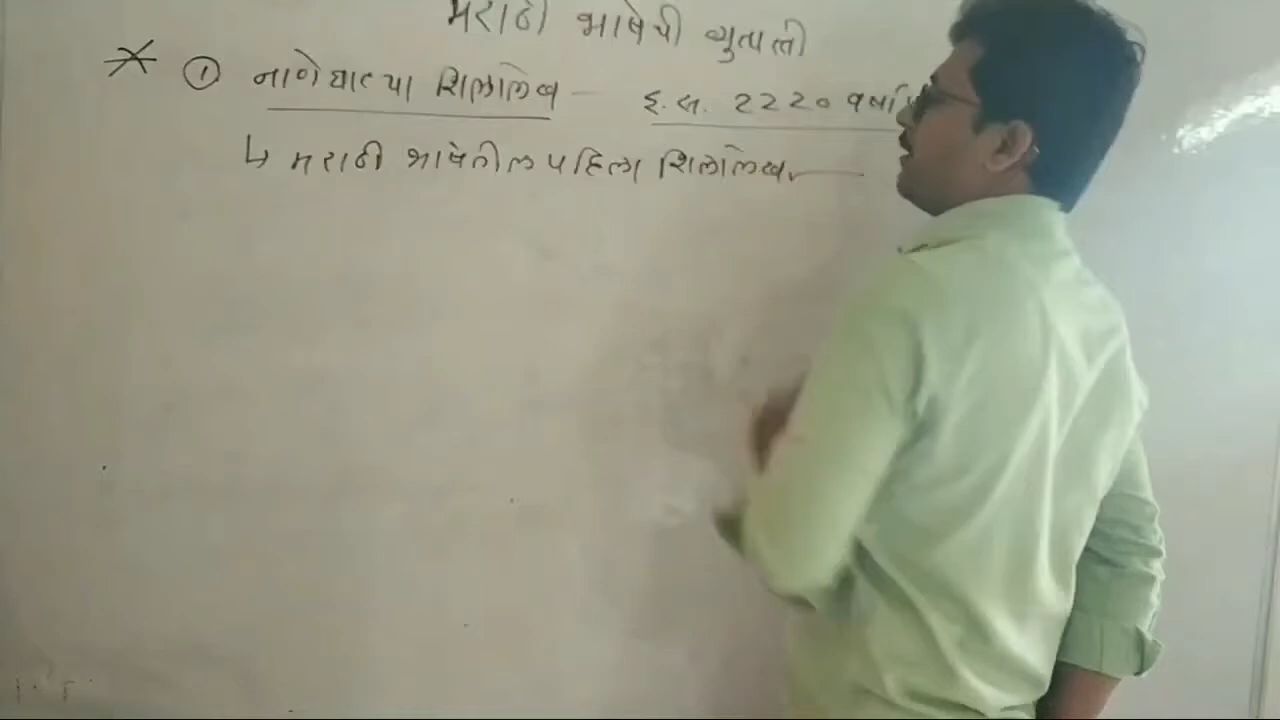 मराठी भाषेची व्युत्पत्ती
* ① नाणेघाटचा शिलालेख — इ.स. २२२० वर्षा
↳ मराठी भाषेतील पहिला शिलालेख.